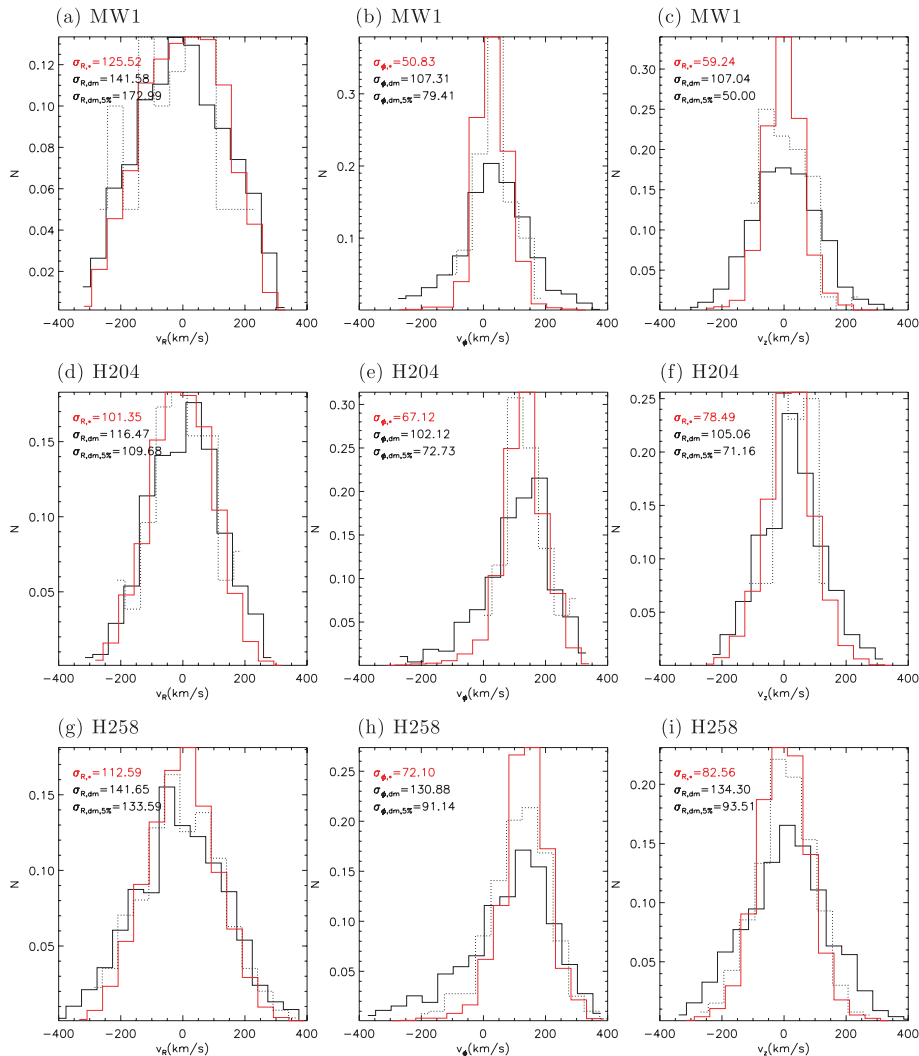 (a) MW1
(b) MW1
(c) MW1
σR,*=125.52
σR,dm=141.58
σR,dm,5%=172.99
0.12
0.10
0.08
0.06
0.04
0.02
N
−400 −200 0 200 400
vR(km/s)
σϕ,*=50.83
σϕ,dm=107.31
σϕ,dm,5%=79.41
0.3
0.2
0.1
N
−400 −200 0 200 400
vϕ(km/s)
σR,*=59.24
σR,dm=107.04
σR,dm,5%=50.00
0.30
0.25
0.20
0.15
0.10
0.05
N
−400 −200 0 200 400
vz(km/s)
(d) H204
(e) H204
(f) H204
σR,*=101.35
σR,dm=116.47
σR,dm,5%=109.68
0.15
0.10
0.05
N
−400 −200 0 200 400
vR(km/s)
σϕ,*=67.12
σϕ,dm=102.12
σϕ,dm,5%=72.73
0.30
0.25
0.20
0.15
0.10
0.05
N
−400 −200 0 200 400
vϕ(km/s)
σR,*=78.49
σR,dm=105.06
σR,dm,5%=71.16
0.25
0.20
0.15
0.10
0.05
N
−400 −200 0 200 400
vz(km/s)
(g) H258
(h) H258
(i) H258
σR,*=112.59
σR,dm=141.65
σR,dm,5%=133.59
0.15
0.10
0.05
N
−400 −200 0 200 400
vR(km/s)
σϕ,*=72.10
σϕ,dm=130.88
σϕ,dm,5%=91.14
0.25
0.20
0.15
0.10
0.05
N
−400 −200 0 200 400
vϕ(km/s)
σR,*=82.56
σR,dm=134.30
σR,dm,5%=93.51
0.20
0.15
0.10
0.05
N
−400 −200 0 200 400
vz(km/s)